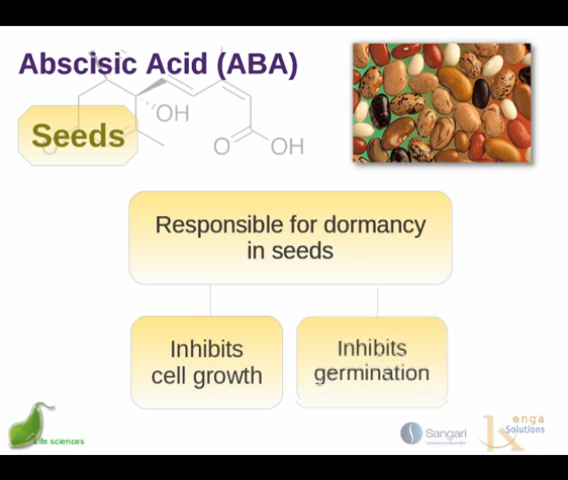 Abscisic Acid (ABA)
OH
Seeds
O
O
OH
Responsible for dormancy
in seeds
Inhibits
cell growth
Inhibits
germination
Life sciences
Sangari
enga
Solutions